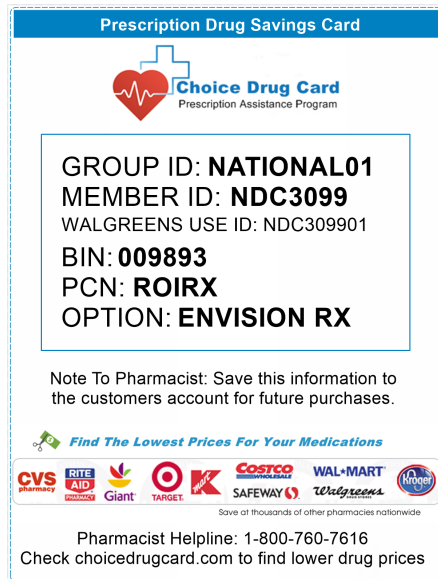 Prescription Drug Savings Card
Choice Drug Card
Prescription Assistance Program
GROUP ID: NATIONAL01
MEMBER ID: NDC3099
WALGREENS USE ID: NDC309901
BIN: 009893
PCN: ROIRX
OPTION: ENVISION RX
Note To Pharmacist: Save this information to
the customers account for future purchases.
$
Find The Lowest Prices For Your Medications
CVS
pharmacy
RITE
AID
PHARMACY
Giant
TARGET.
Kmart
COSTCO
WHOLESALE
SAFEWAY
WAL★MART
Walgreens
Kroger
Save at thousands of other pharmacies nationwide
Pharmacist Helpline: 1-800-760-7616
Check choicedrugcard.com to find lower drug prices